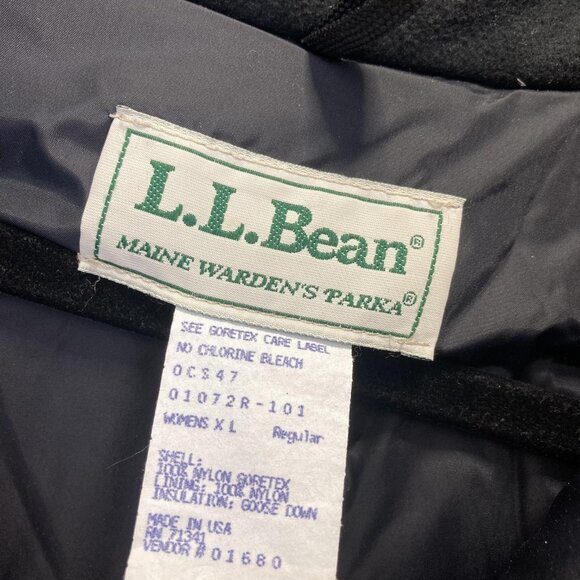 L.L.Bean®
MAINE WARDEN'S PARKA®
SEE GORETEX CARE LABEL
NO CHLORINE BLEACH
0CS47
01072R-101
WOMENS XL Regular
SHELL:
100% NYLON GORETEX
LINING: 100% NYLON
INSULATION: GOOSE DOWN
MADE IN USA
RN 71341
VENDOR #01680